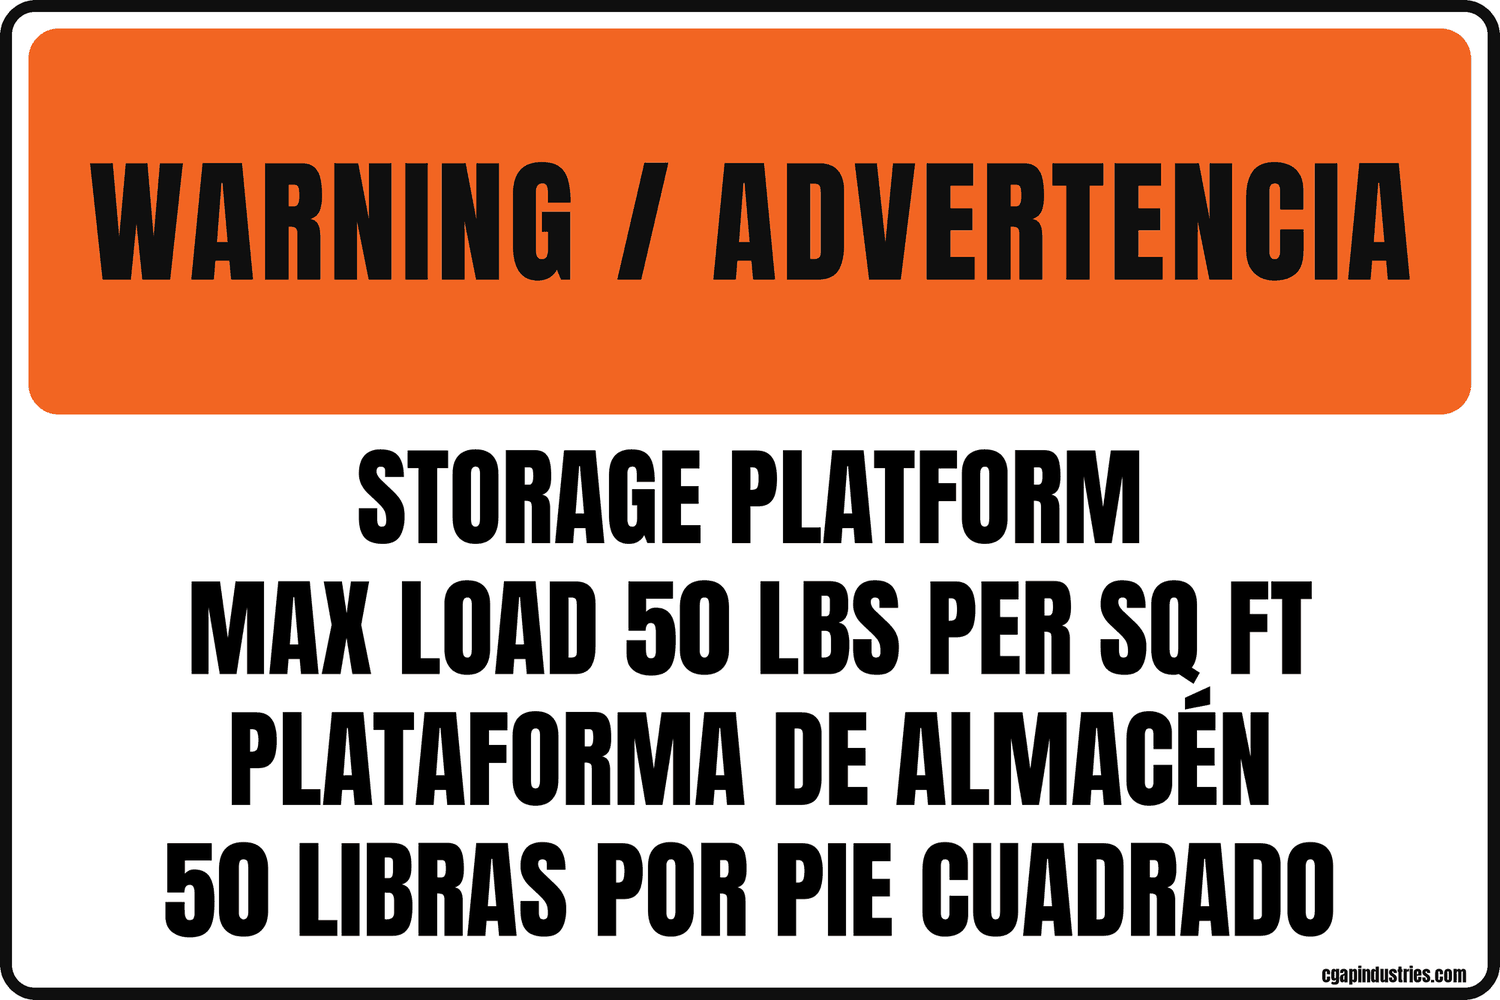 WARNING / ADVERTENCIA
STORAGE PLATFORM
MAX LOAD 50 LBS PER SQ FT
PLATAFORMA DE ALMACÉN
50 LIBRAS POR PIE CUADRADO
cgapindustries.com